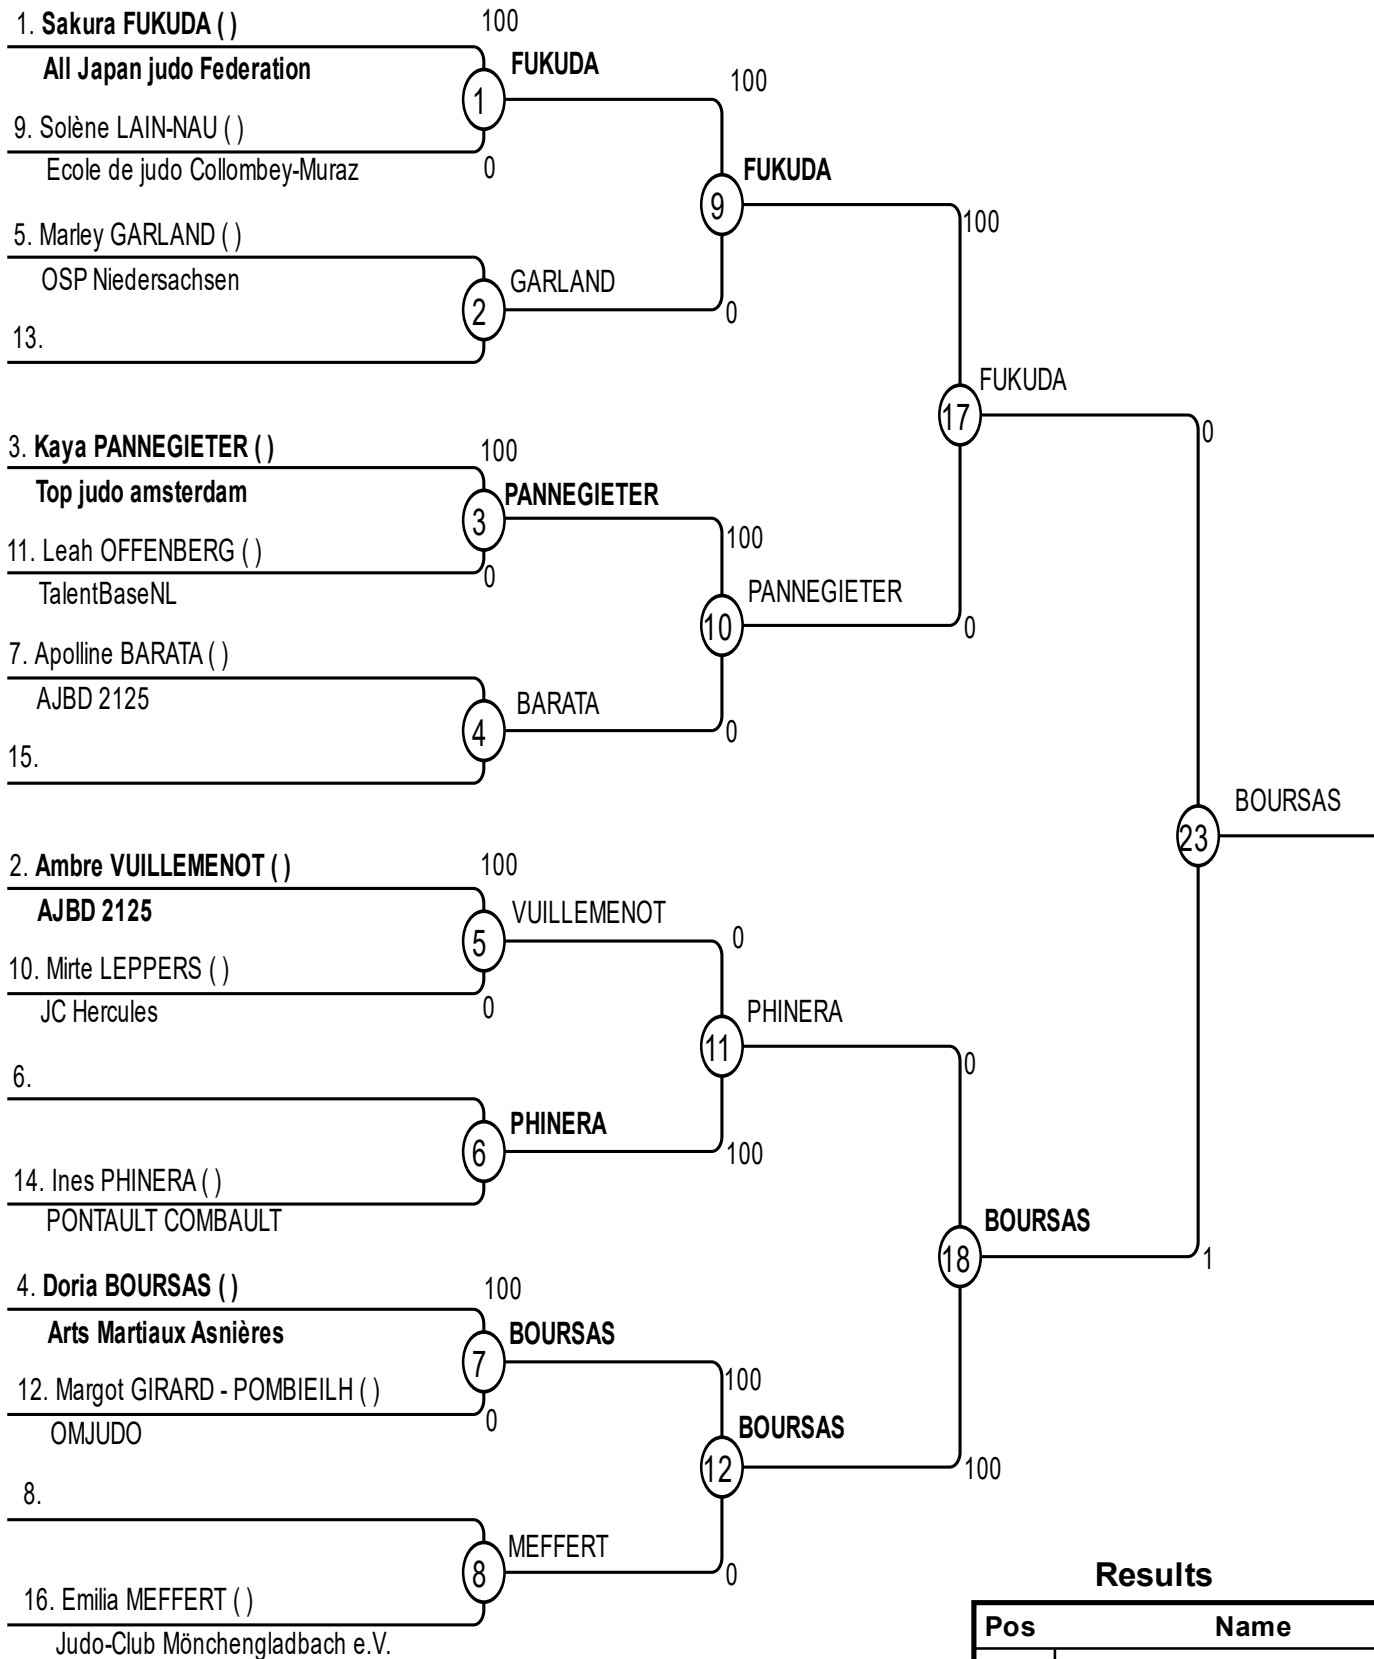 1. Sakura FUKUDA ( )
100
All Japan judo Federation
1
FUKUDA
9. Solène LAIN-NAU ( )
Ecole de judo Collombey-Muraz
0
100
9
FUKUDA
5. Marley GARLAND ( )
OSP Niedersachsen
2
GARLAND
0
13.
100
17
FUKUDA
0
3. Kaya PANNEGIETER ( )
100
Top judo amsterdam
3
PANNEGIETER
11. Leah OFFENBERG ( )
0
TalentBaseNL
100
10
PANNEGIETER
0
7. Apolline BARATA ( )
AJBD 2125
4
BARATA
0
15.
23
BOURSAS
2. Ambre VUILLEMENOT ( )
100
AJBD 2125
5
VUILLEMENOT
0
10. Mirte LEPPERS ( )
JC Hercules
0
11
PHINERA
0
6.
6
PHINERA
100
14. Ines PHINERA ( )
PONTAULT COMBAULT
18
BOURSAS
1
4. Doria BOURSAS ( )
100
Arts Martiaux Asnières
7
BOURSAS
100
12. Margot GIRARD - POMBIEILH ( )
0
OMJUDO
12
BOURSAS
100
8.
8
MEFFERT
0
16. Emilia MEFFERT ( )
Judo-Club Mönchengladbach e.V.
Results
Pos Name